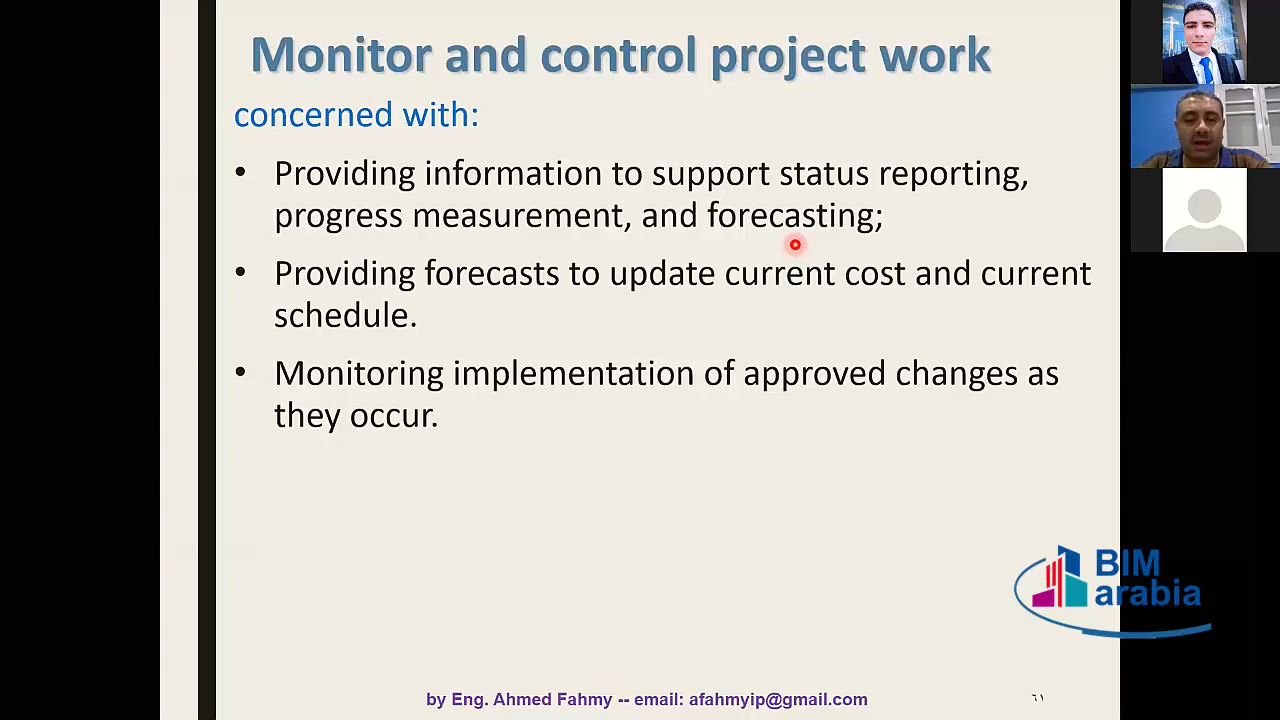 Monitor and control project work
concerned with:
• Providing information to support status reporting,
progress measurement, and forecasting;
• Providing forecasts to update current cost and current
schedule.
• Monitoring implementation of approved changes as
they occur.
BIM
arabia
by Eng. Ahmed Fahmy -- email: afahmyip@gmail.com
٦١